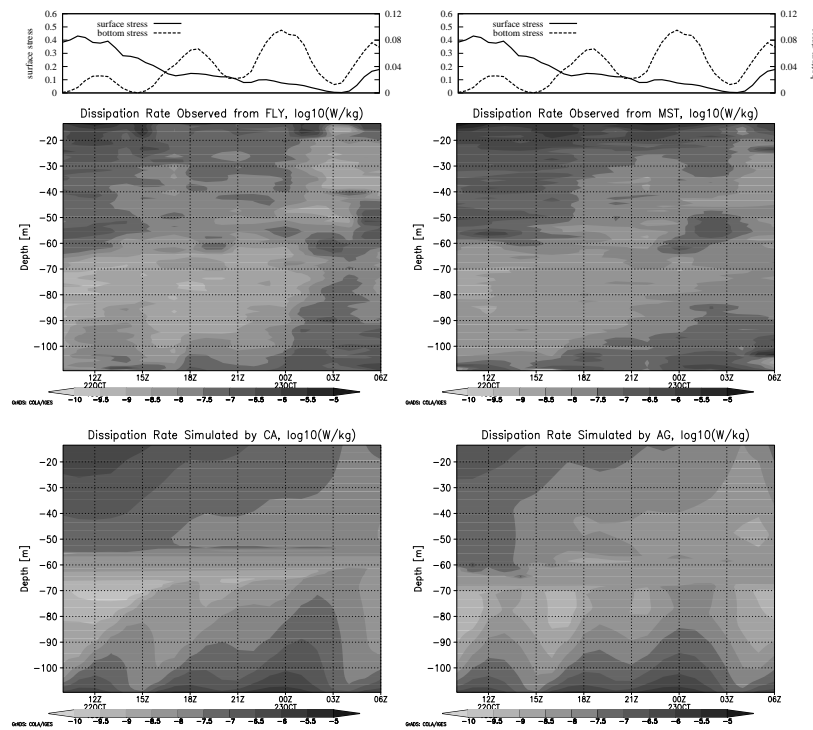 0.6 0.12 0.6 0.12
surface stress surface stress
0.5 0.5
bottom stress bottom stress
0.4 0.08 0.4 0.08
0.3 0.3
0.2 0.04 0.2 0.04
0.1 0.1
0 0 0 0
surface stress surface stress
Dissipation Rate Observed from FLY, log10(W/kg) Dissipation Rate Observed from MST, log10(W/kg)
-20 -20
-30 -30
-40 -40
-50 -50
-60 -60
-70 -70
-80 -80
-90 -90
-100 -100
Depth [m] Depth [m]
12Z 15Z 18Z 21Z 00Z 03Z 06Z 12Z 15Z 18Z 21Z 00Z 03Z 06Z
22OCT 23OCT 22OCT 23OCT
GrADS: COLA/IGES -10 -9.5 -9 -8.5 -8 -7.5 -7 -6.5 -6 -5.5 -5 GrADS: COLA/IGES -10 -9.5 -9 -8.5 -8 -7.5 -7 -6.5 -6 -5.5 -5
Dissipation Rate Simulated by CA, log10(W/kg) Dissipation Rate Simulated by AG, log10(W/kg)
-20 -20
-30 -30
-40 -40
-50 -50
-60 -60
-70 -70
-80 -80
-90 -90
-100 -100
Depth [m] Depth [m]
12Z 15Z 18Z 21Z 00Z 03Z 06Z 12Z 15Z 18Z 21Z 00Z 03Z 06Z
22OCT 23OCT 22OCT 23OCT
GrADS: COLA/IGES -10 -9.5 -9 -8.5 -8 -7.5 -7 -6.5 -6 -5.5 -5 GrADS: COLA/IGES -10 -9.5 -9 -8.5 -8 -7.5 -7 -6.5 -6 -5.5 -5